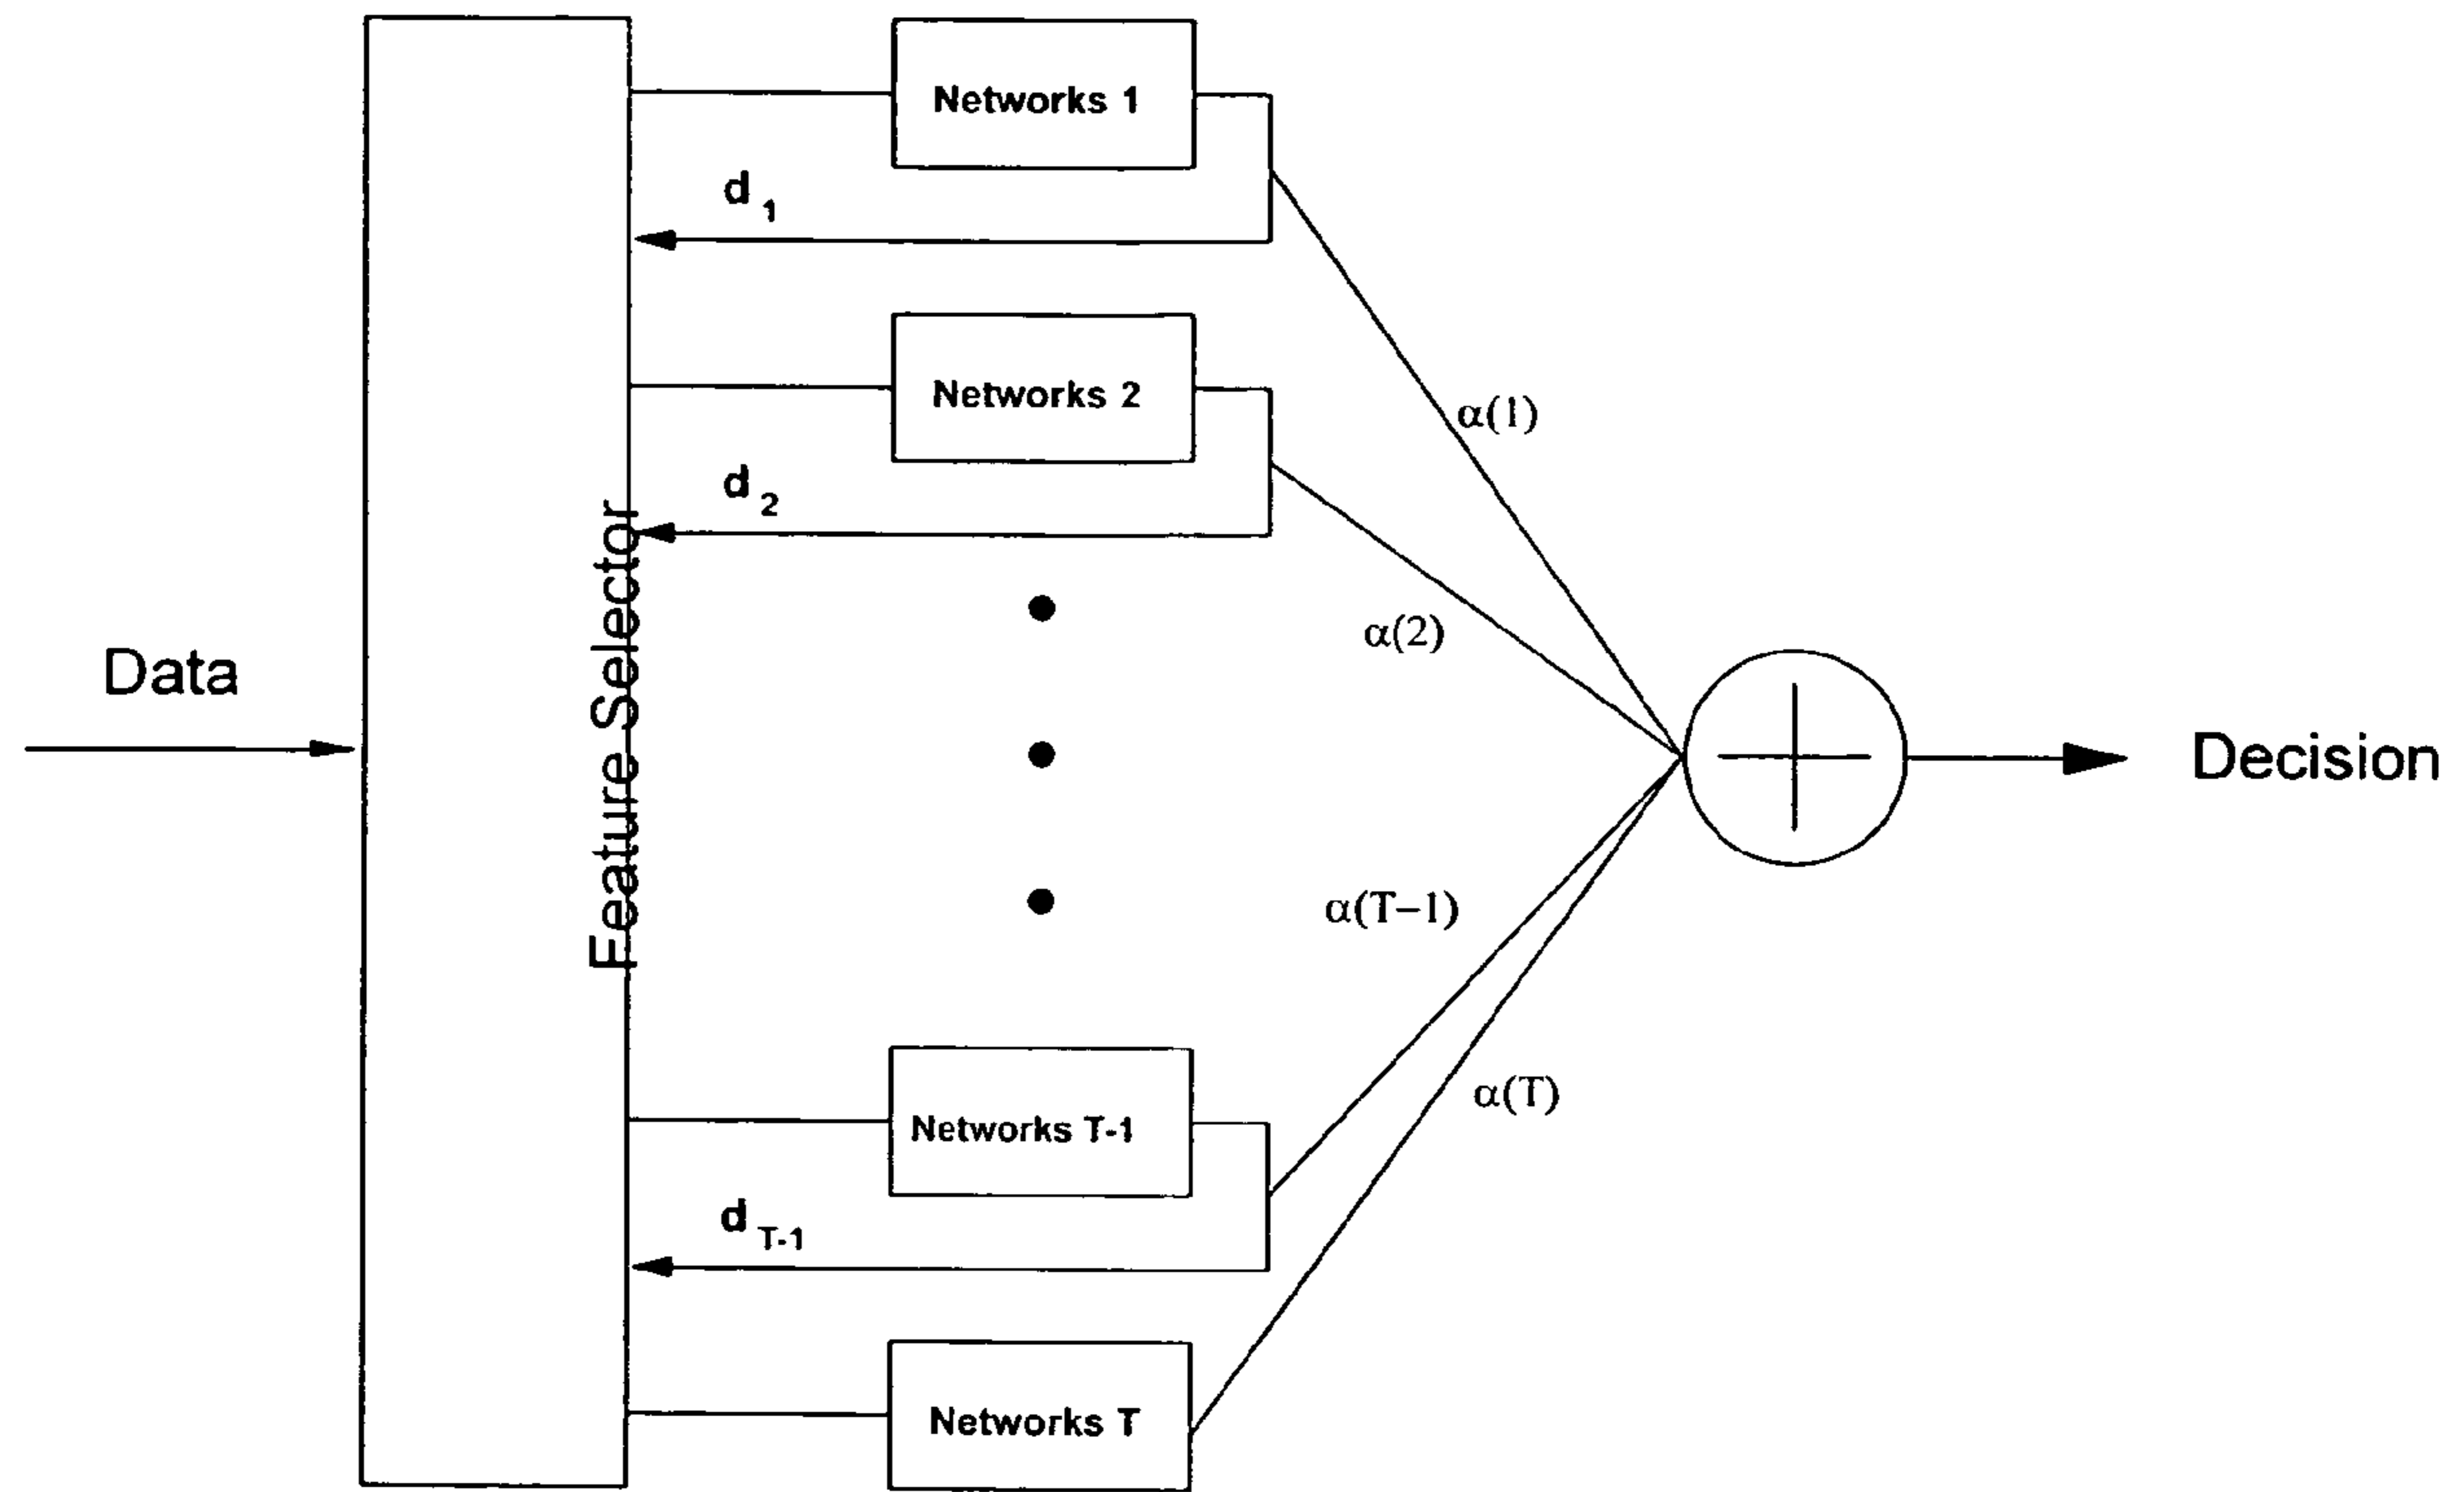 Networks 1
d 1
Networks 2
α(1)
d 2
α(2)
Feature Selector
Data
Decision
α(T−1)
α(T)
Networks T-1
d T-1
Networks T